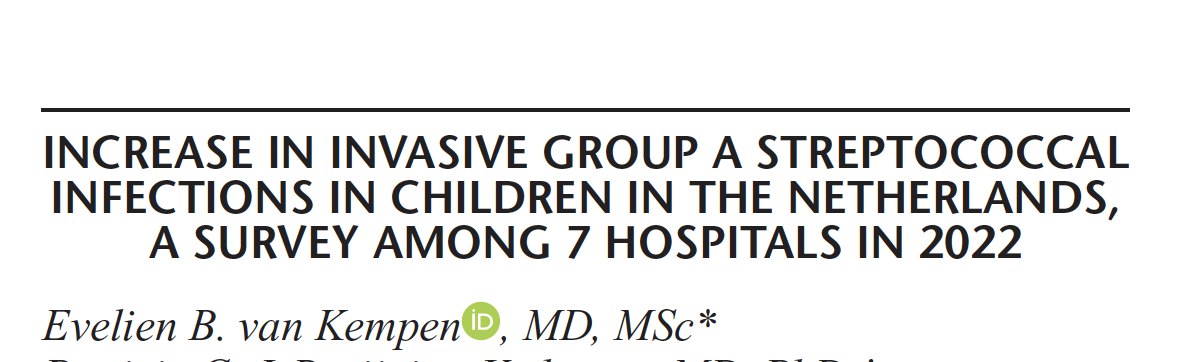 INCREASE IN INVASIVE GROUP A STREPTOCOCCAL
INFECTIONS IN CHILDREN IN THE NETHERLANDS,
A SURVEY AMONG 7 HOSPITALS IN 2022
Evelien B. van Kempen iD, MD, MSc*